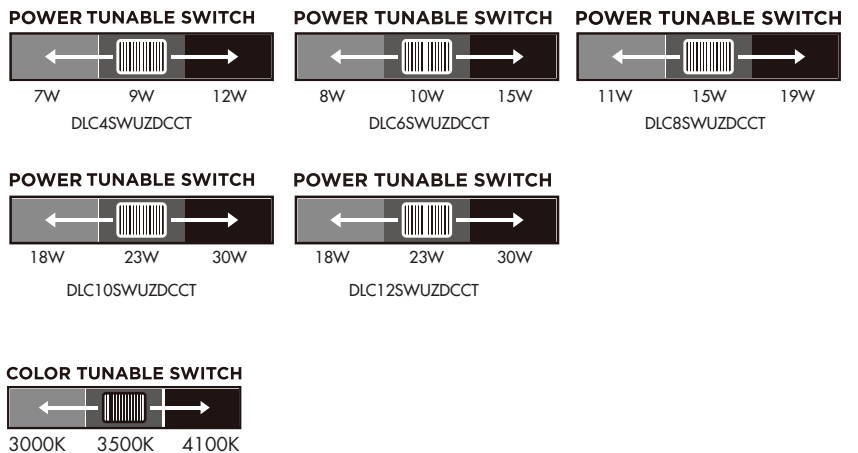 POWER TUNABLE SWITCH
7W 9W 12W
DLC4SWUZDCCT
POWER TUNABLE SWITCH
8W 10W 15W
DLC6SWUZDCCT
POWER TUNABLE SWITCH
11W 15W 19W
DLC8SWUZDCCT
POWER TUNABLE SWITCH
18W 23W 30W
DLC10SWUZDCCT
POWER TUNABLE SWITCH
18W 23W 30W
DLC12SWUZDCCT
COLOR TUNABLE SWITCH
3000K 3500K 4100K